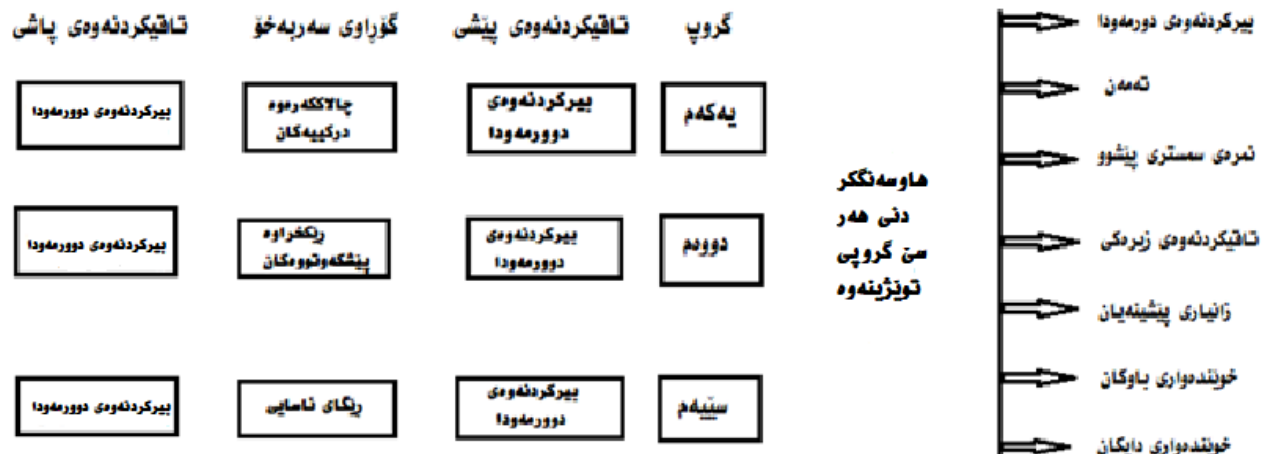 گروپ تاقیکردنەوەی پێشی گۆڕاوی سەربەخۆ تاقیکردنەوەی پاشی
یەکەم
بیرکردنەوەی
دوورمەودا
چالاککەرەوە
درکییەکان
بیرکردنەوەی دوورمەودا
دووەم
بیرکردنەوەی
دوورمەودا
ڕێکخراوە
پێشکەوتووەکان
بیرکردنەوەی دوورمەودا
سێیەم
بیرکردنەوەی
دوورمەودا
ڕێگای ئاسایی
بیرکردنەوەی دوورمەودا
هاوسەنگکر
دنی هەر
سێ گروپی
توێژینەوە
بیرکردنەوەی دورمەودا
تەمەن
نمرەی سمستری پێشوو
تاقیکردنەوەی زیرەکی
زانیاری پێشینەیان
خوێندەواری باوکان
خوێندەواری دایکان